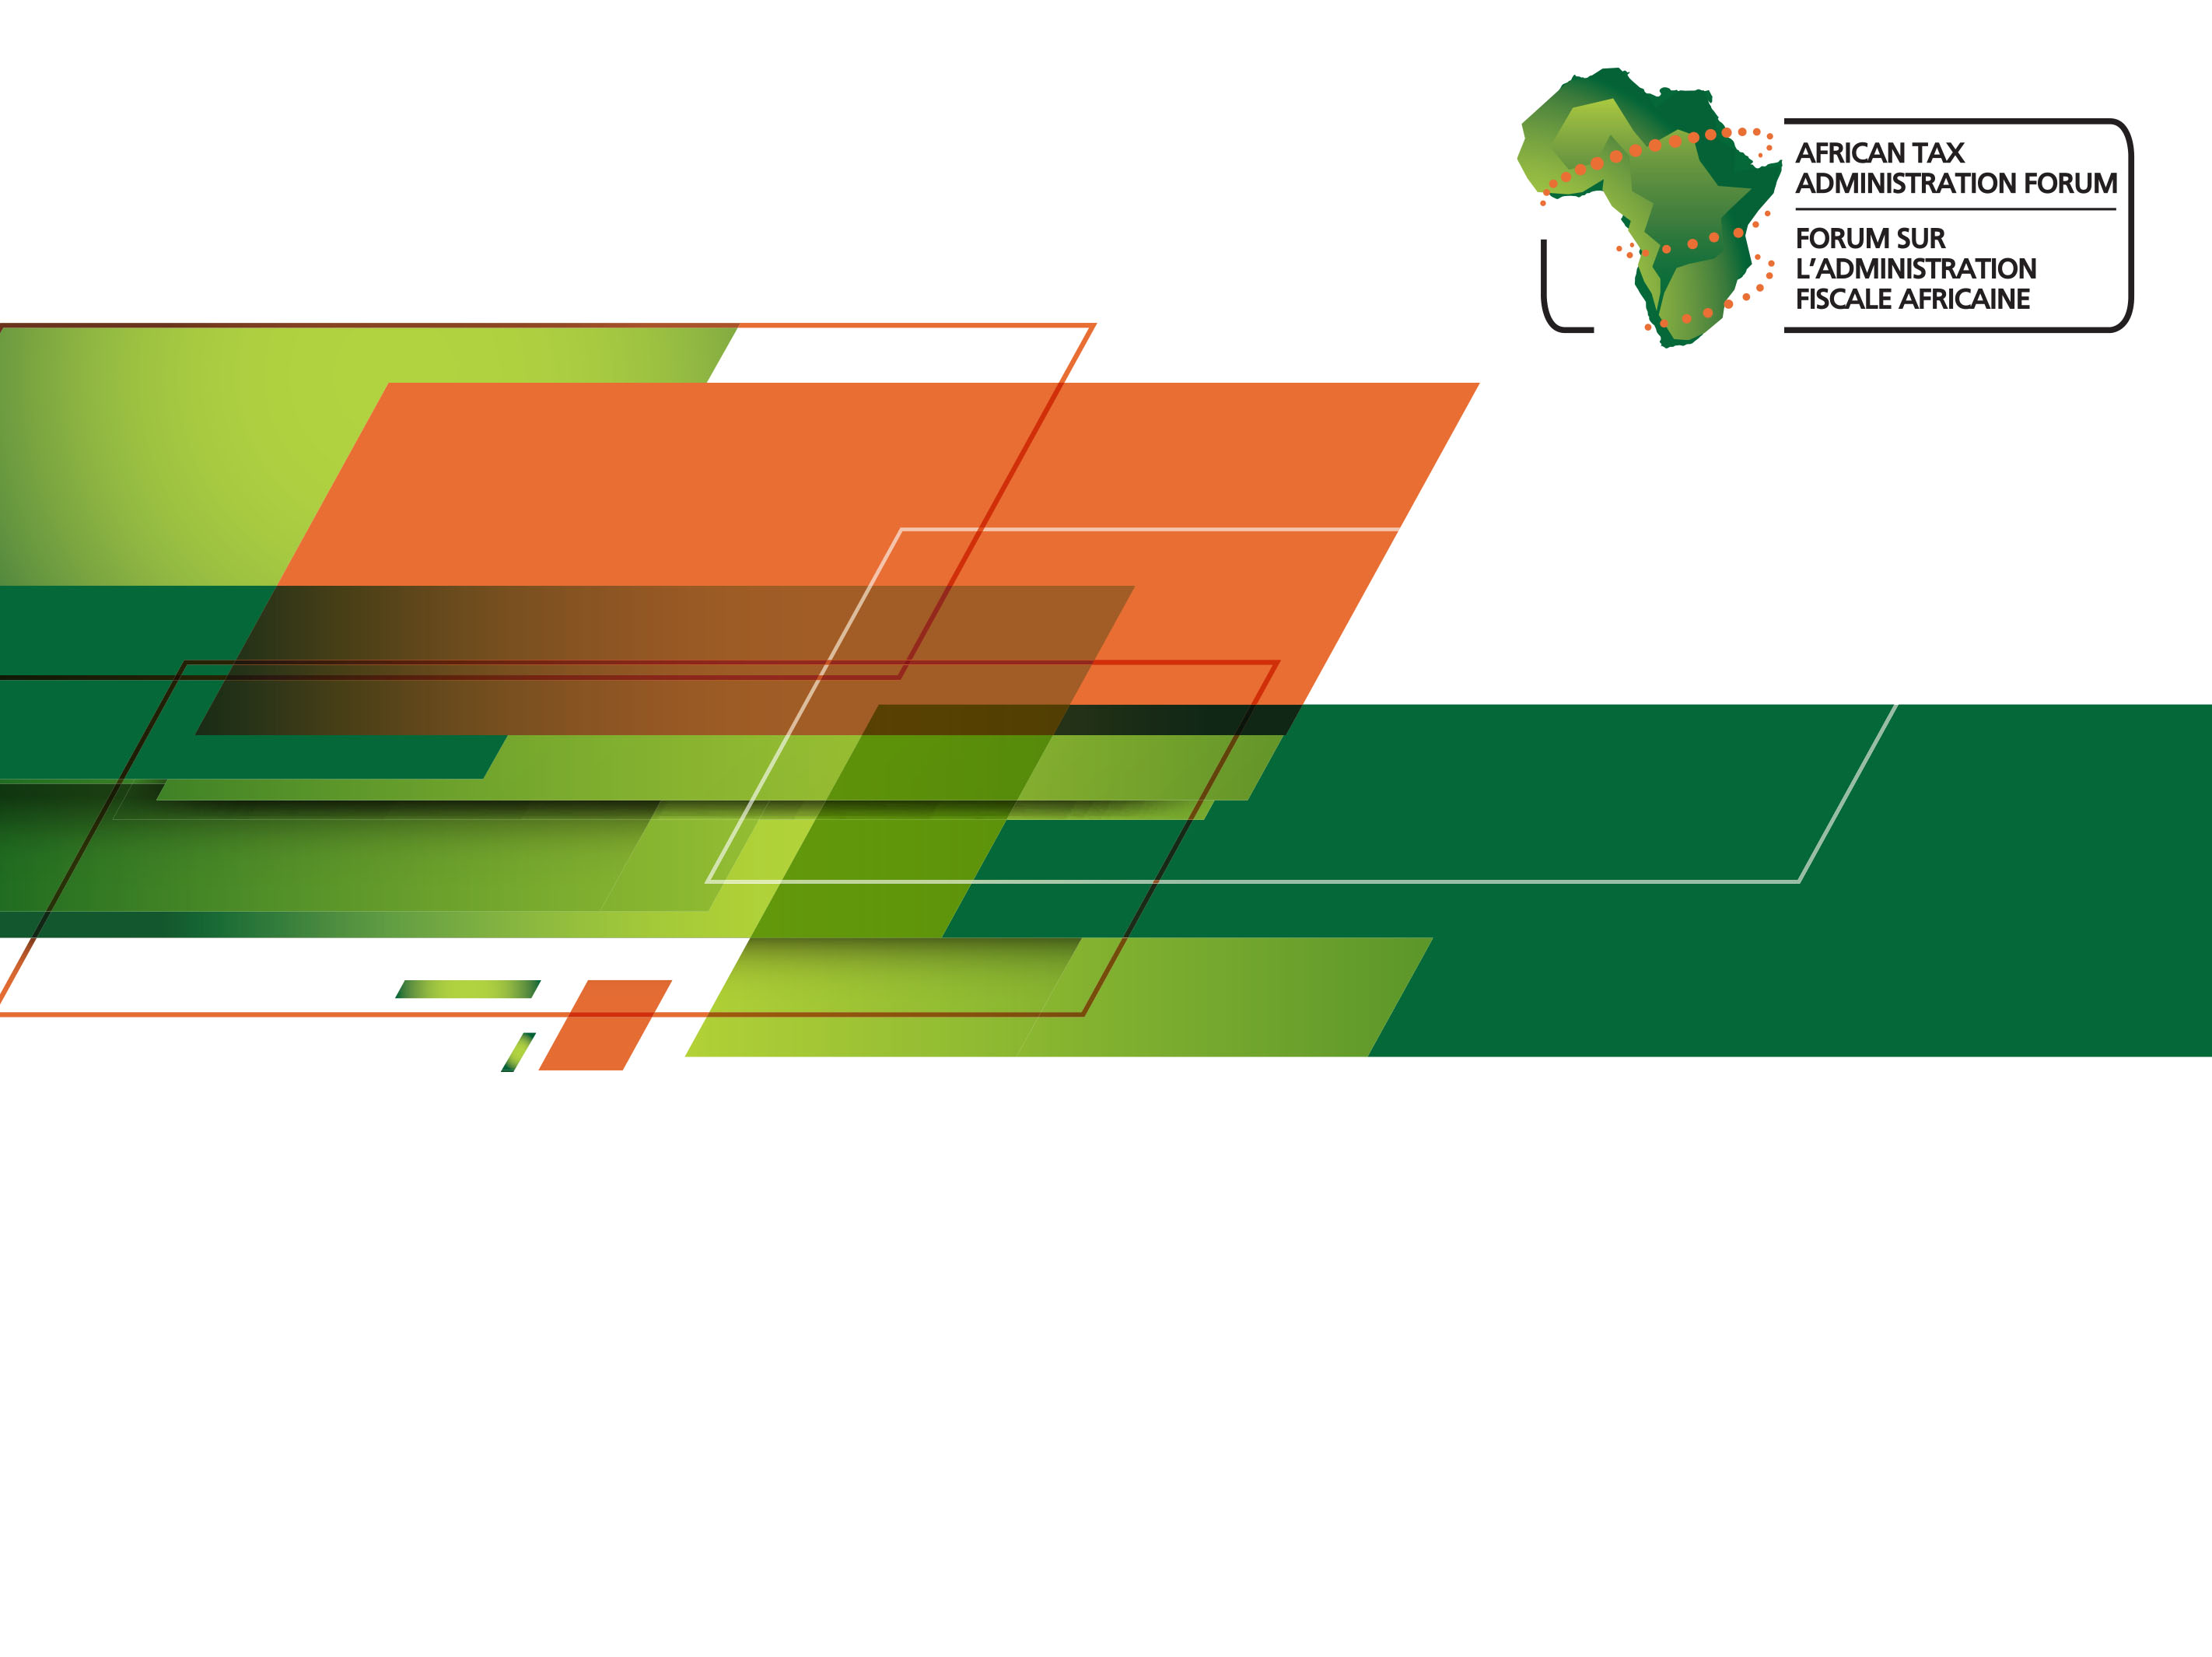 AFRICAN TAX
ADMINISTRATION FORUM
FORUM SUR
L'ADMINISTRATION
FISCALE AFRICAINE